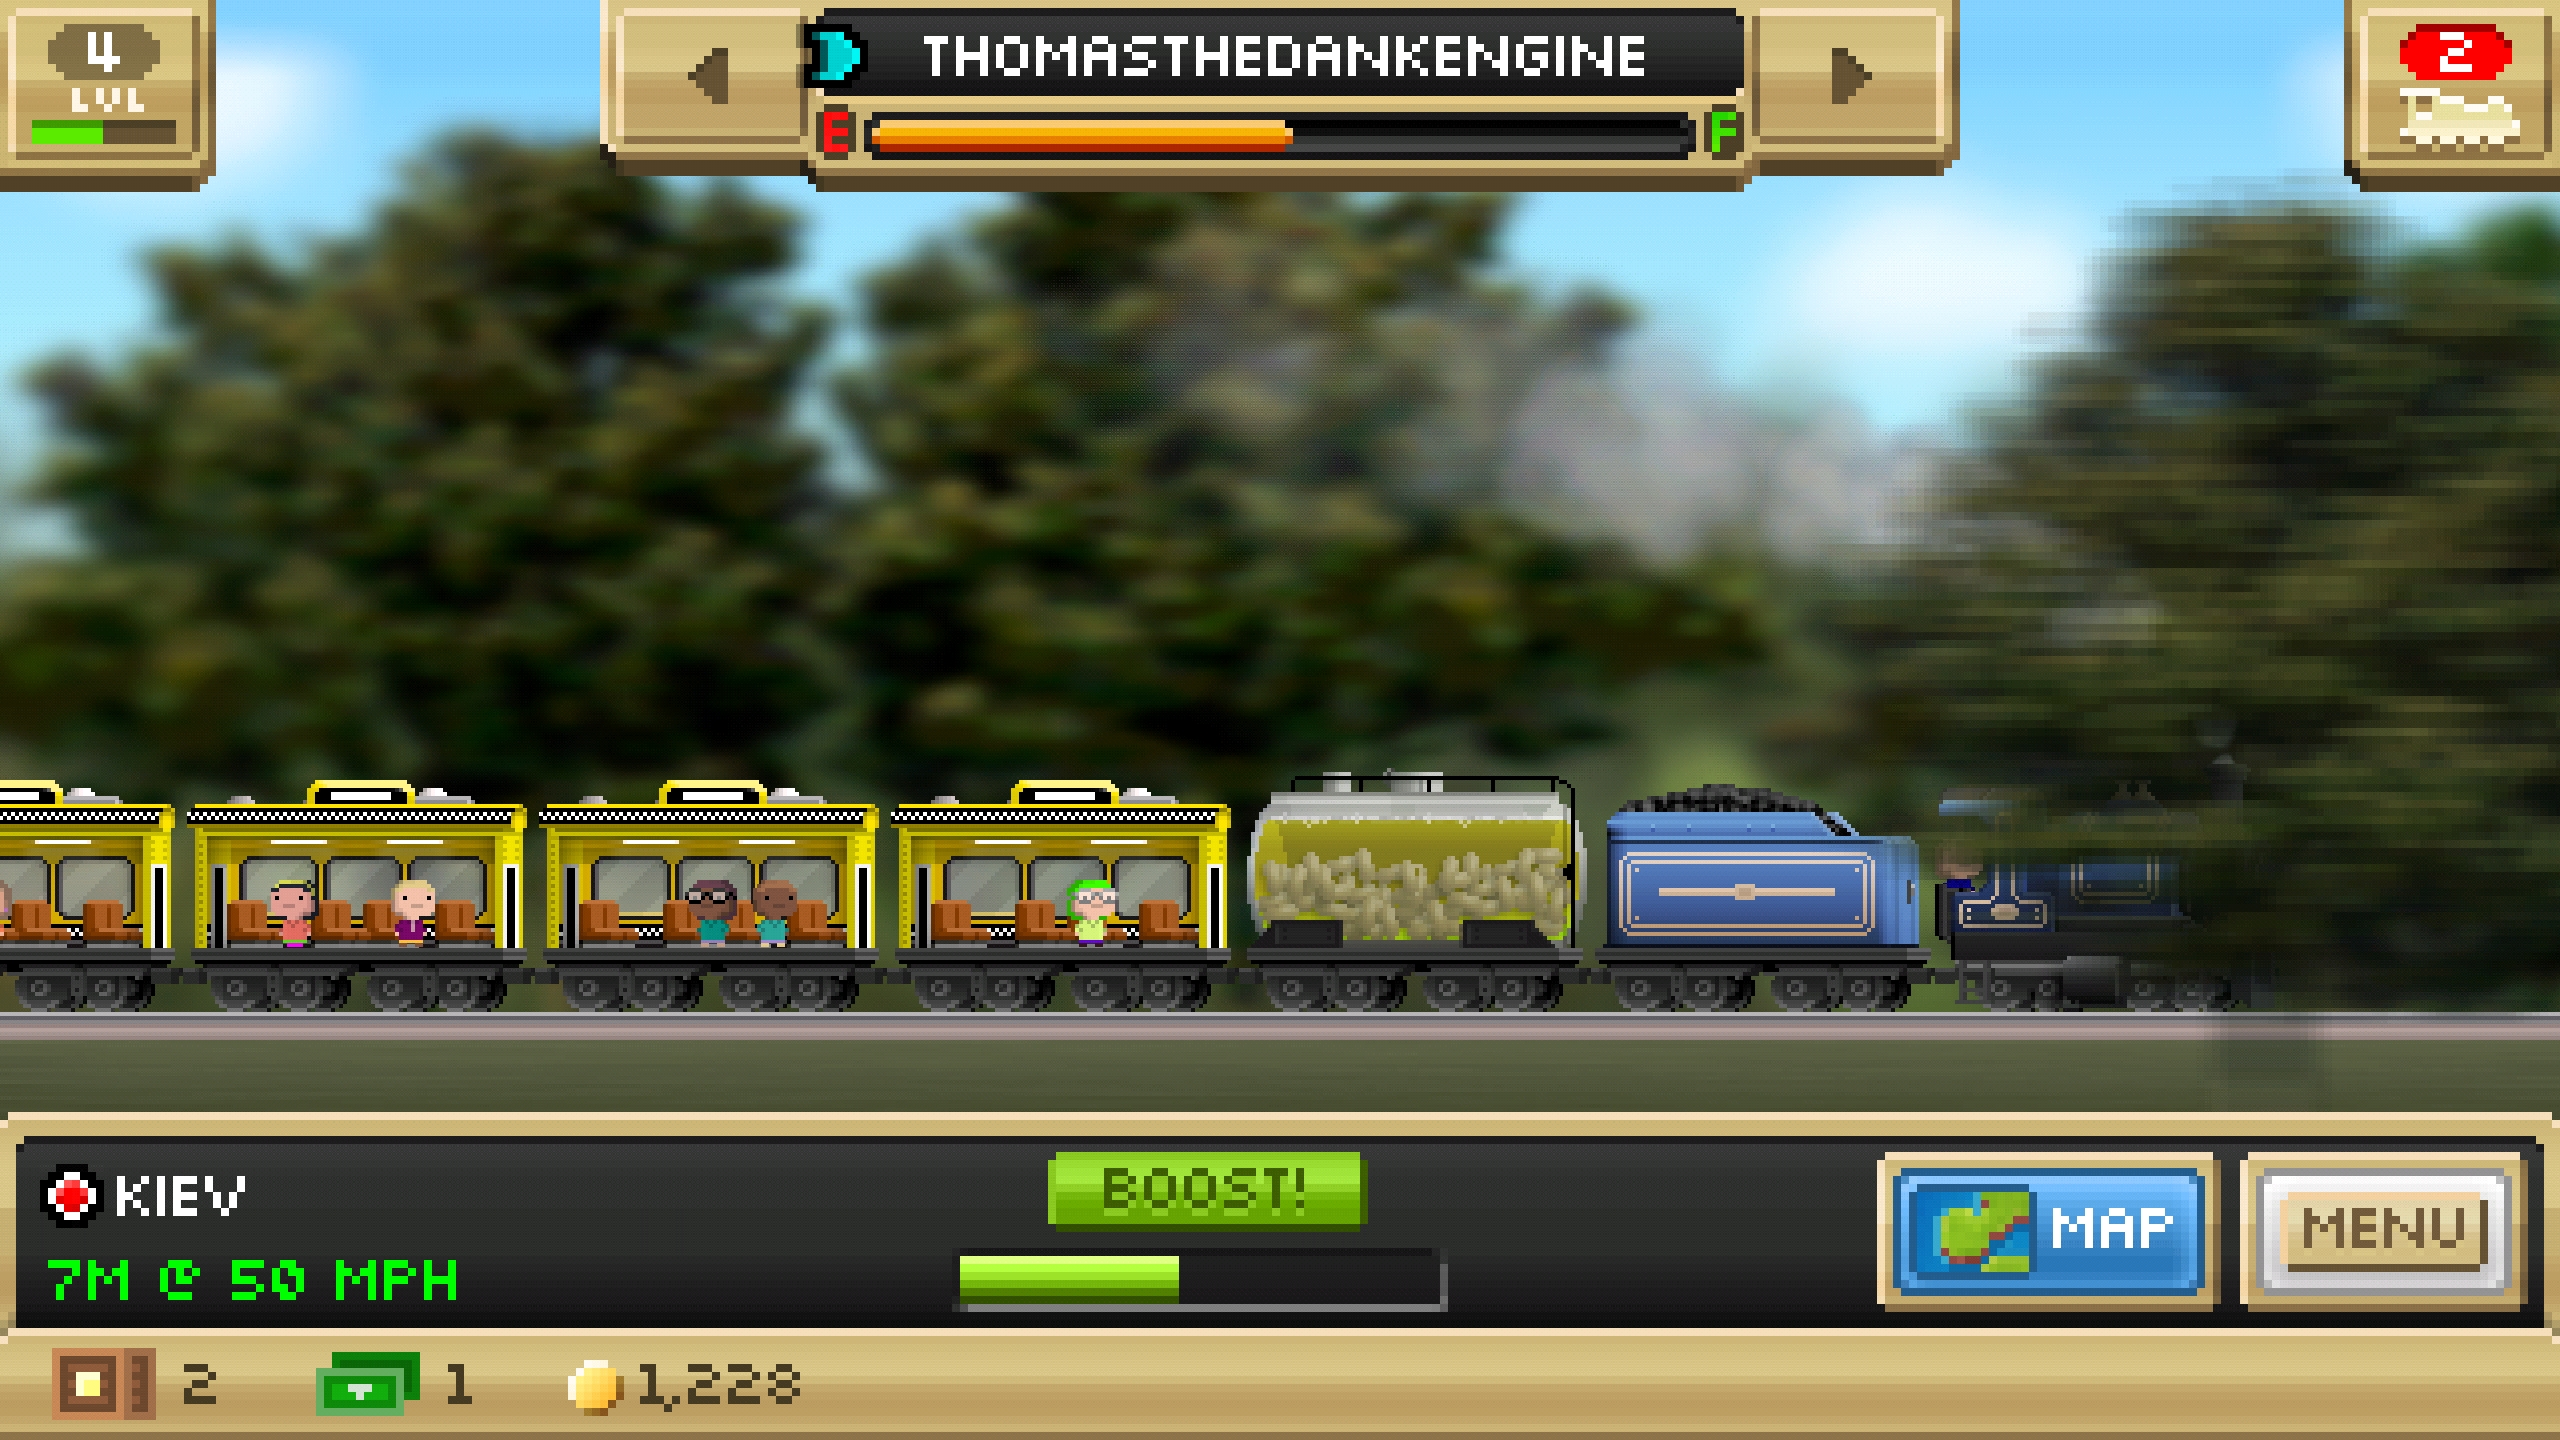 4
LVL
THOMASTHEDANKENGINE
E F
2
KIEV
7M @ 50 MPH
BOOST!
MAP
MENU
2 1 1,228